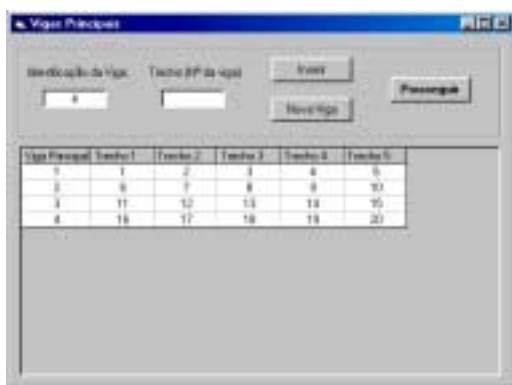 Vigas Principais
Identificação da Viga: Trecho (Nº da viga) Inserir
4 Prosseguir
Nova Viga
Viga Principal Trecho 1 Trecho 2 Trecho 3 Trecho 4 Trecho 5
1 1 2 3 4 5
2 6 7 8 9 10
3 11 12 13 14 15
4 16 17 18 19 20